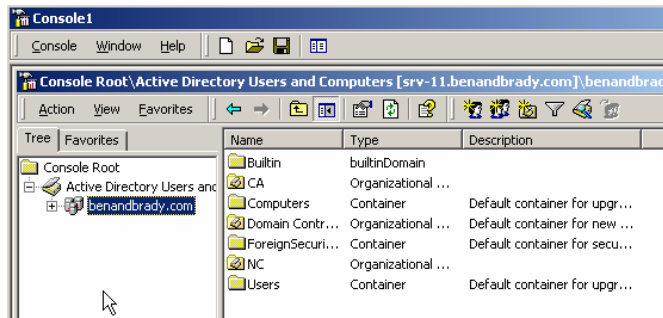 Console1
Console Window Help
Console Root\Active Directory Users and Computers [srv-11.benandbrady.com]\benandbrad
Action View Favorites
Tree Favorites
Name Type Description
Console Root
Active Directory Users and
benandbrady.com
Builtin builtinDomain
CA Organizational ...
Computers Container Default container for upgr...
Domain Contr... Organizational ... Default container for new ...
ForeignSecuri... Container Default container for secu...
NC Organizational ...
Users Container Default container for upgr...